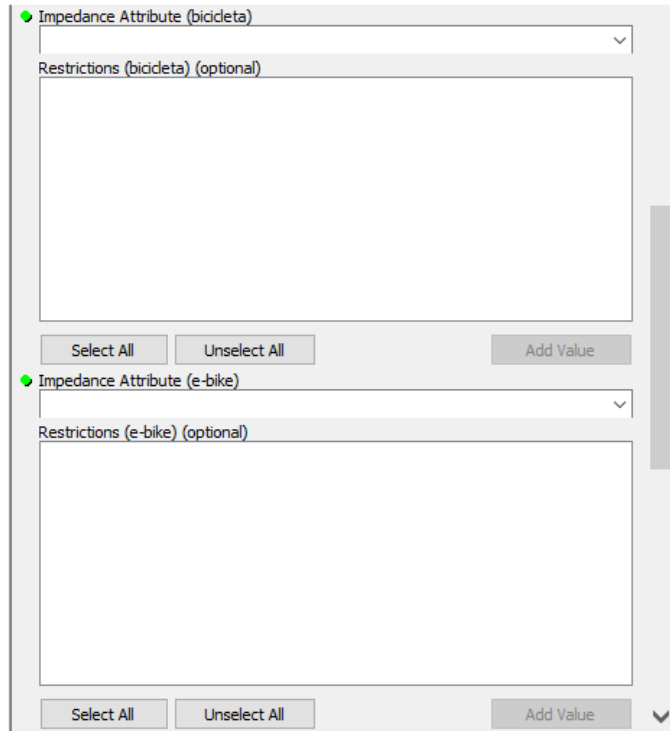 Impedance Attribute (bicicleta)
Restrictions (bicicleta) (optional)
Select All
Unselect All
Add Value
Impedance Attribute (e-bike)
Restrictions (e-bike) (optional)
Select All
Unselect All
Add Value